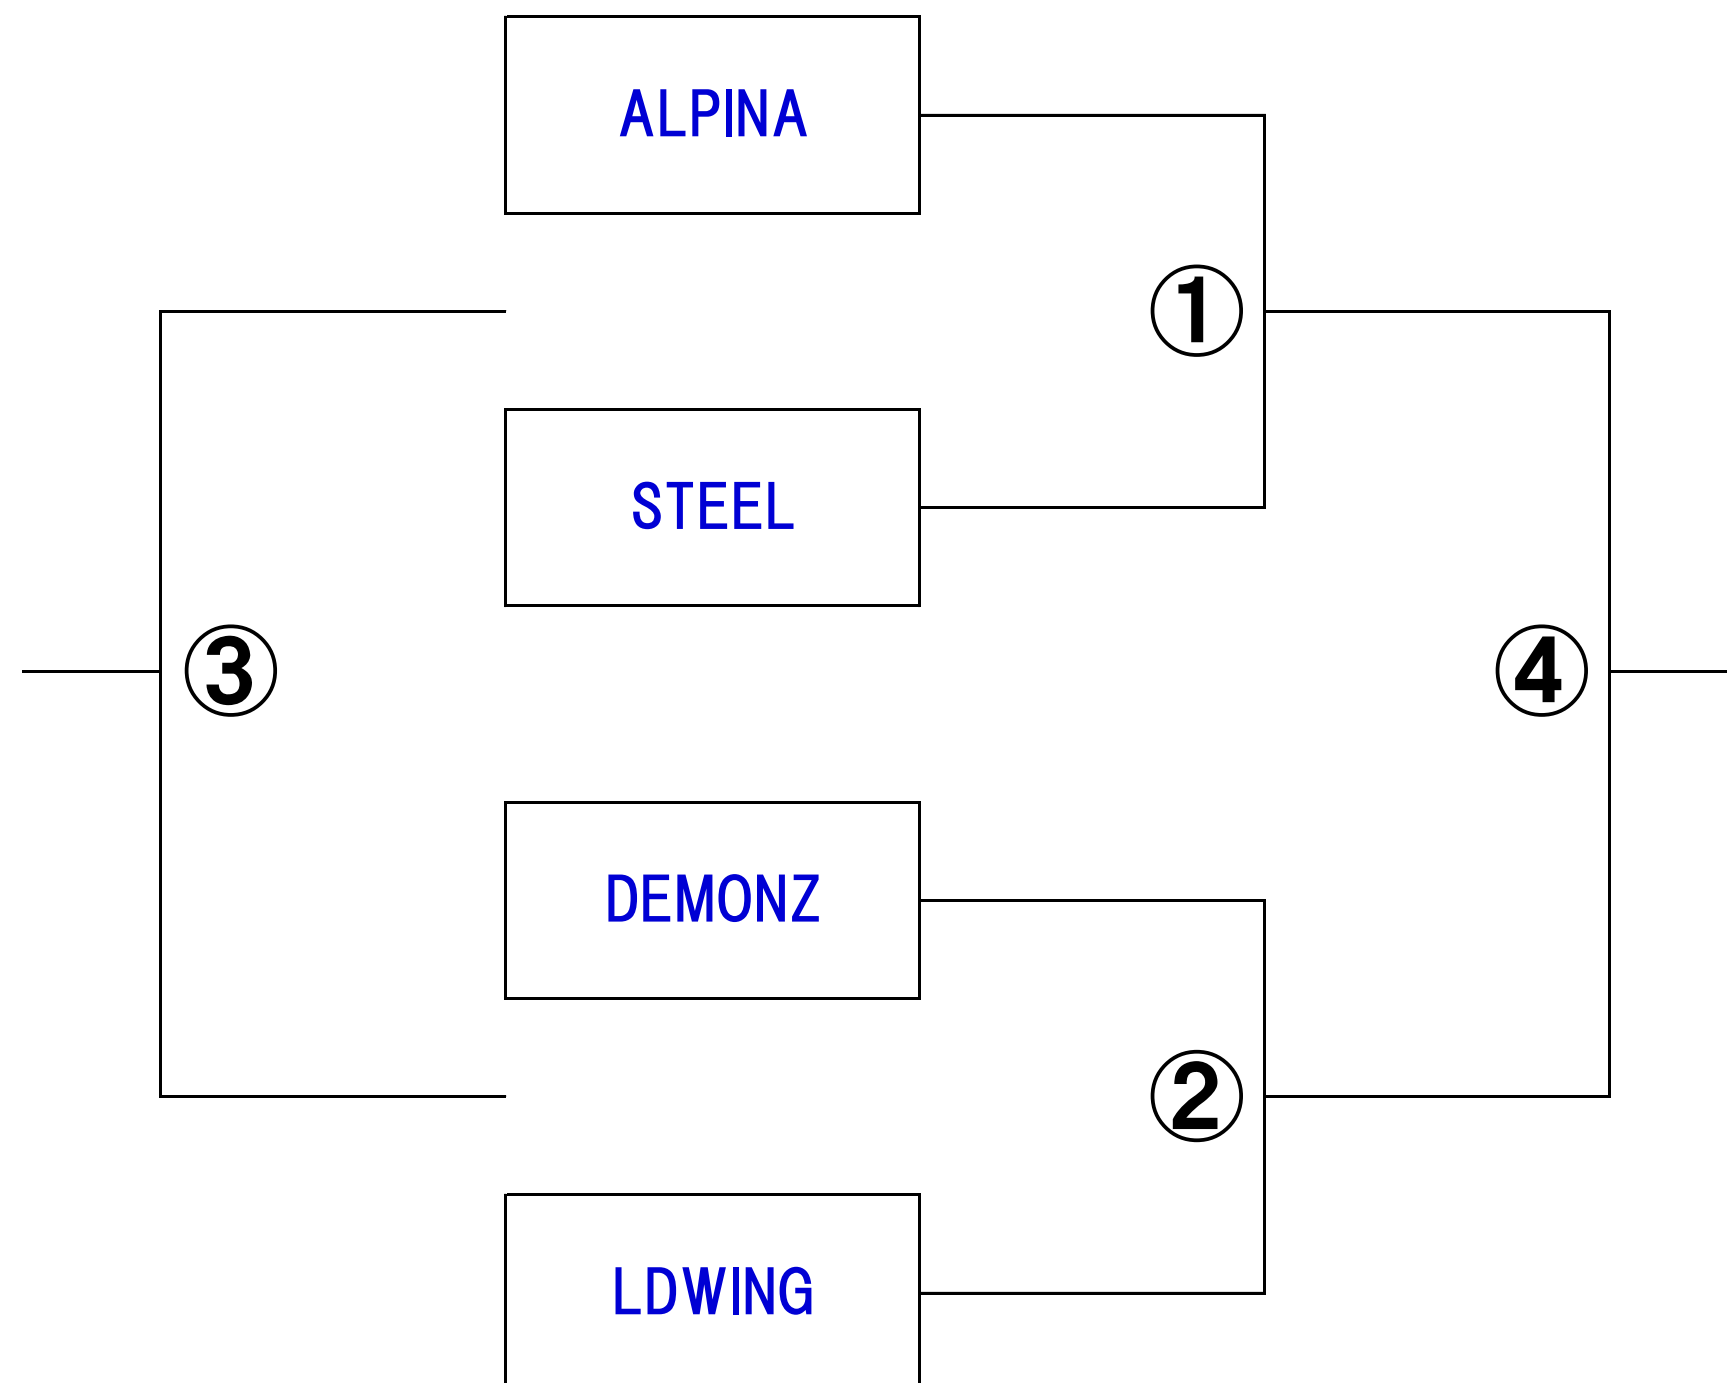 ALPINA
①
STEEL
③
④
DEMONZ
②
LDWING